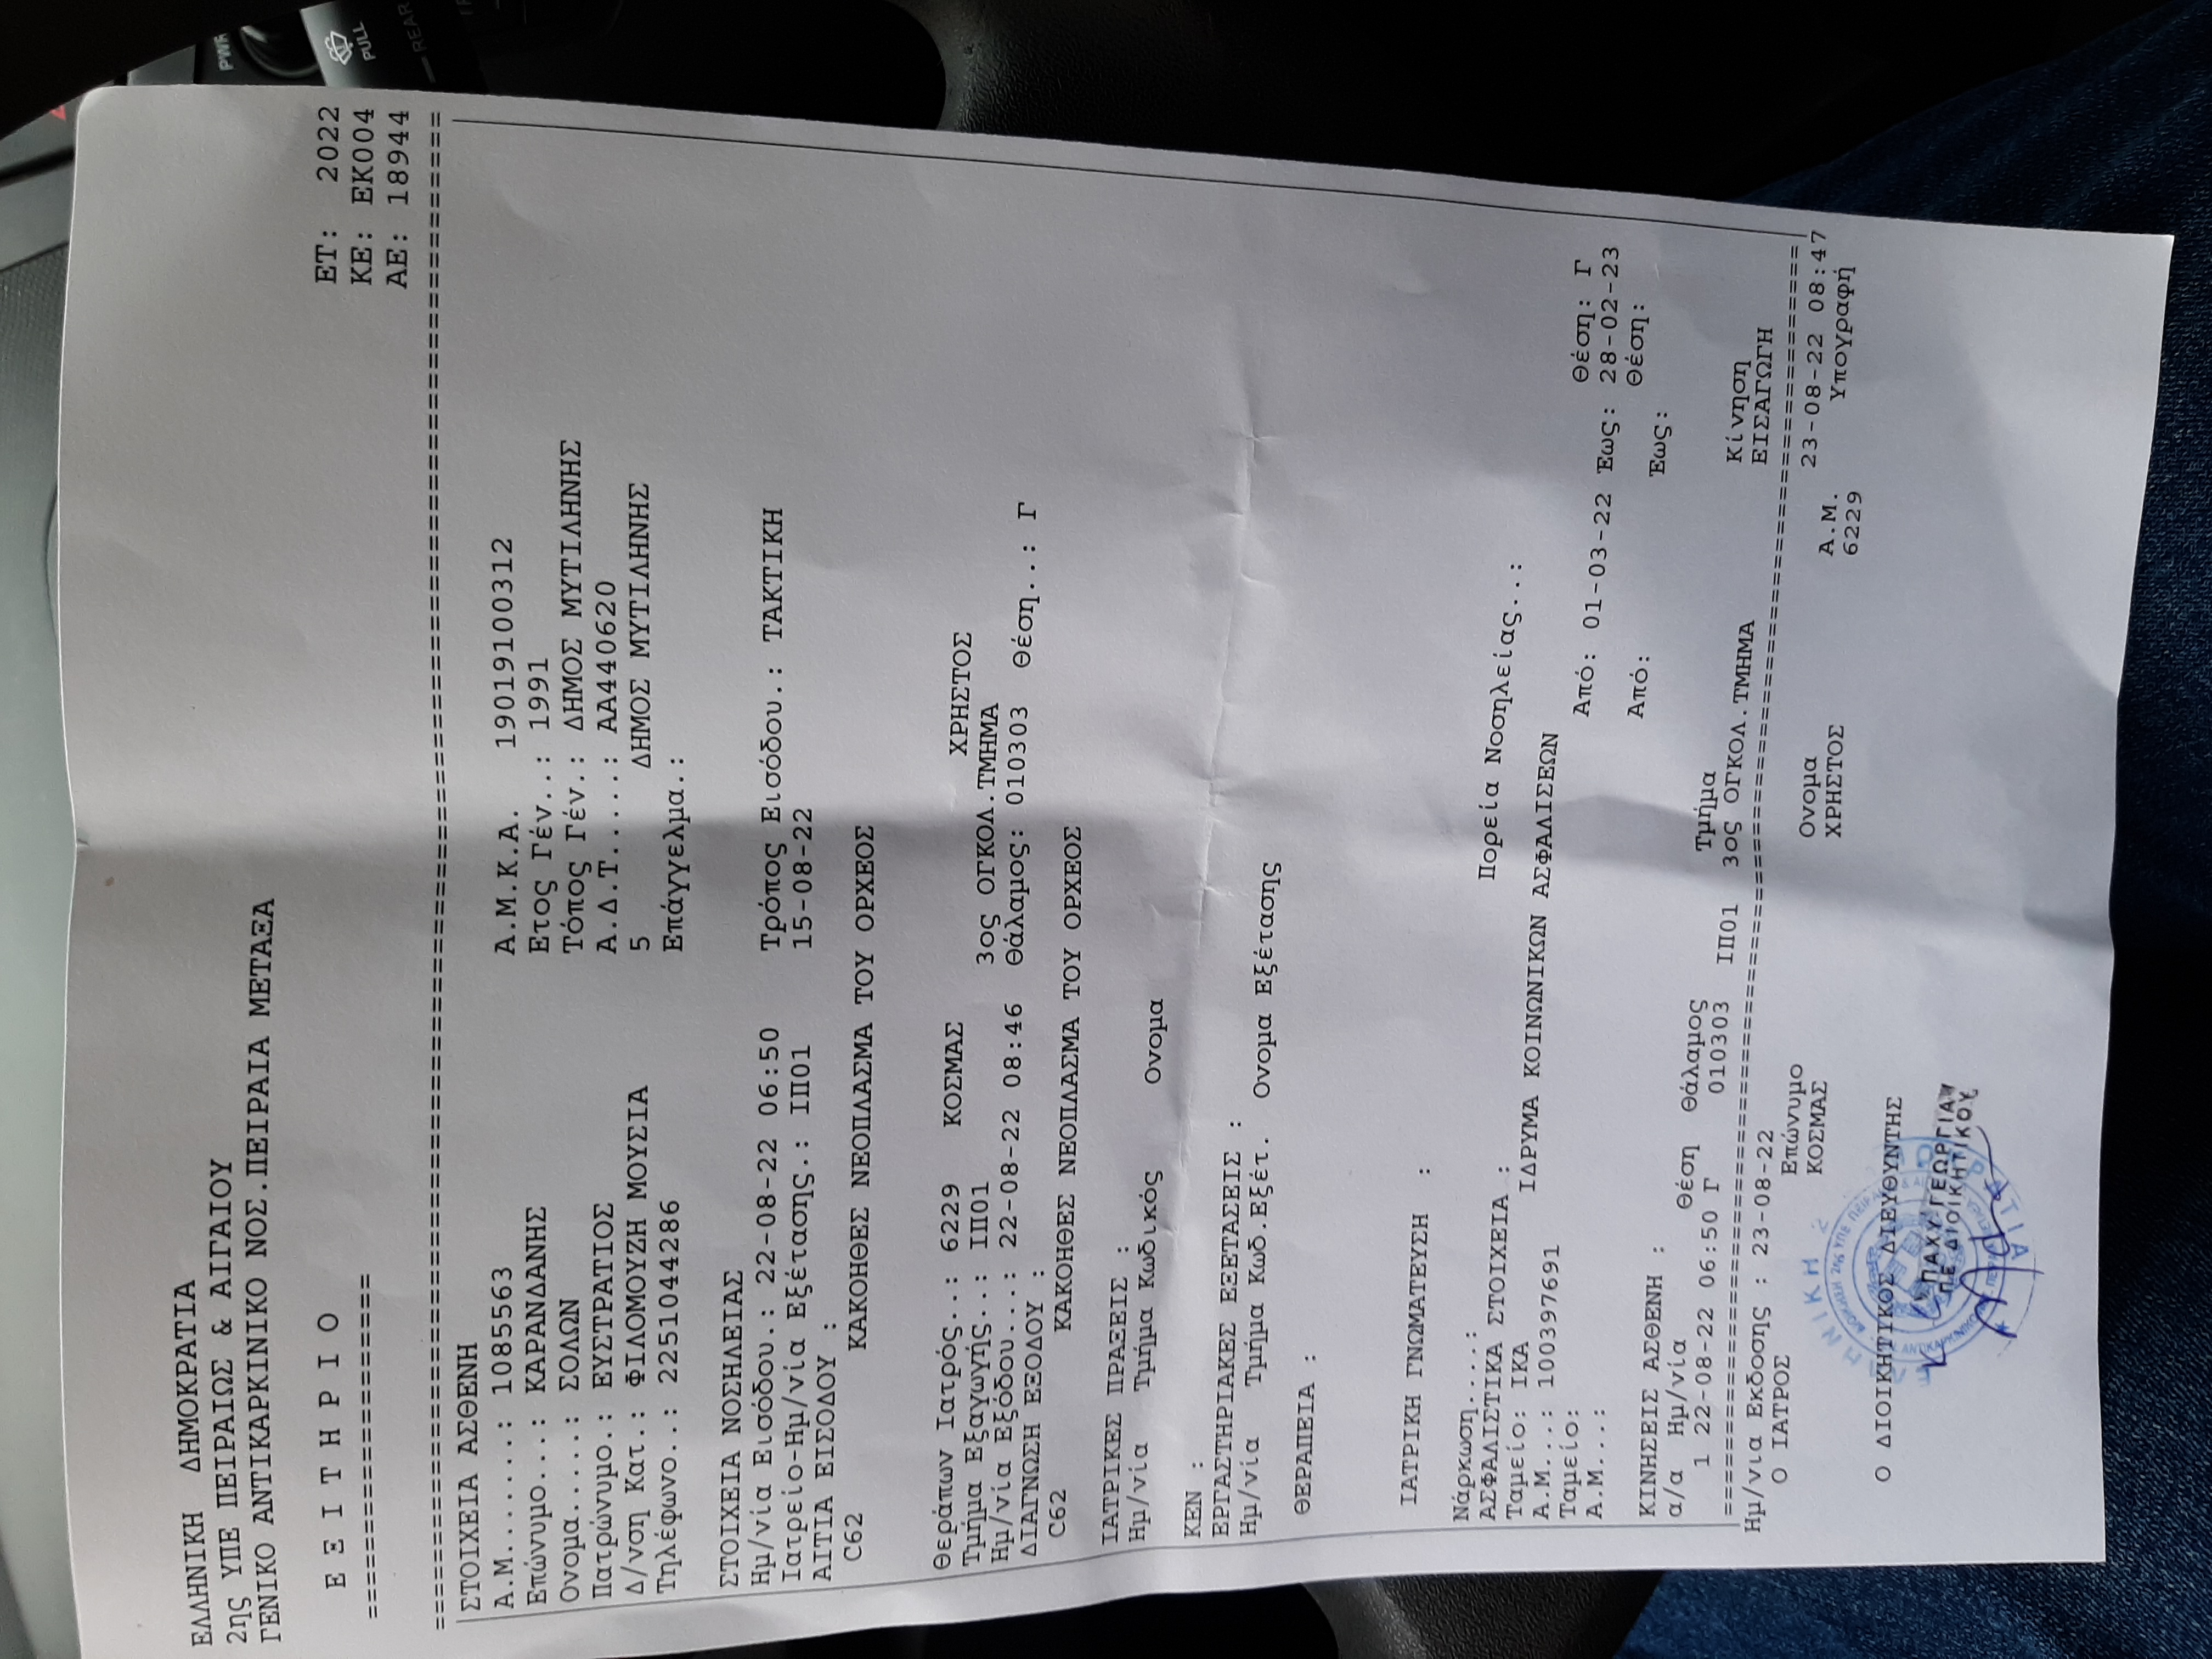 ΕΛΛΗΝΙΚΗ ΔΗΜΟΚΡΑΤΙΑ
2ης ΥΠΕ ΠΕΙΡΑΙΩΣ & ΑΙΓΑΙΟΥ
ΓΕΝΙΚΟ ΑΝΤΙΚΑΡΚΙΝΙΚΟ ΝΟΣ.ΠΕΙΡΑΙΑ ΜΕΤΑΞΑ
Ε Ξ Ι Τ Η Ρ Ι Ο
ΕΤ: 2022
ΚΕ: ΕΚ004
ΑΕ: 18944
ΣΤΟΙΧΕΙΑ ΑΣΘΕΝΗ
Α.Μ.......: 1085563 Α.Μ.Κ.Α. 19019100312
Επώνυμο...: ΚΑΡΑΝΔΑΝΗΣ Ετος Γέν..: 1991
Ονομα.....: ΣΟΛΩΝ Τόπος Γέν.: ΔΗΜΟΣ ΜΥΤΙΛΗΝΗΣ
Πατρώνυμο.: ΕΥΣΤΡΑΤΙΟΣ Α.Δ.Τ.....: ΑΑ440620
Δ/νση Κατ.: ΦΙΛΟΜΟΥΖΗ ΜΟΥΣΙΑ 5 ΔΗΜΟΣ ΜΥΤΙΛΗΝΗΣ
Τηλέφωνο..: 2251044286 Επάγγελμα.:
ΣΤΟΙΧΕΙΑ ΝΟΣΗΛΕΙΑΣ
Ημ/νία Εισόδου.: 22-08-22 06:50 Τρόπος Εισόδου.: ΤΑΚΤΙΚΗ
Ιατρείο-Ημ/νία Εξέτασης.: ΙΠ01 15-08-22
ΑΙΤΙΑ ΕΙΣΟΔΟΥ :
C62 ΚΑΚΟΗΘΕΣ ΝΕΟΠΛΑΣΜΑ ΤΟΥ ΟΡΧΕΟΣ
Θεράπων Ιατρός..: 6229 ΚΟΣΜΑΣ ΧΡΗΣΤΟΣ
Τμήμα Εξαγωγής..: ΙΠ01 3ος ΟΓΚΟΛ.ΤΜΗΜΑ
Ημ/νία Εξόδου...: 22-08-22 08:46 Θάλαμος: 010303 Θέση..: Γ
ΔΙΑΓΝΩΣΗ ΕΞΟΔΟΥ :
C62 ΚΑΚΟΗΘΕΣ ΝΕΟΠΛΑΣΜΑ ΤΟΥ ΟΡΧΕΟΣ
ΙΑΤΡΙΚΕΣ ΠΡΑΞΕΙΣ :
Ημ/νία Τμήμα Κωδικός Ονομα
ΚΕΝ :
ΕΡΓΑΣΤΗΡΙΑΚΕΣ ΕΞΕΤΑΣΕΙΣ :
Ημ/νία Τμήμα Κωδ.Εξέτ. Ονομα Εξέτασης
ΘΕΡΑΠΕΙΑ :
ΙΑΤΡΙΚΗ ΓΝΩΜΑΤΕΥΣΗ :
Νάρκωση....: Πορεία Νοσηλείας..:
ΑΣΦΑΛΙΣΤΙΚΑ ΣΤΟΙΧΕΙΑ :
Ταμείο: ΙΚΑ ΙΔΡΥΜΑ ΚΟΙΝΩΝΙΚΩΝ ΑΣΦΑΛΙΣΕΩΝ Θέση: Γ
Α.Μ...: 100397691 Από: 01-03-22 Έως: 28-02-23
Ταμείο: Θέση:
Α.Μ...: Από: Έως:
ΚΙΝΗΣΕΙΣ ΑΣΘΕΝΗ :
α/α Ημ/νία Θέση Θάλαμος Τμήμα Κίνηση
1 22-08-22 06:50 Γ 010303 ΙΠ01 3ος ΟΓΚΟΛ.ΤΜΗΜΑ ΕΙΣΑΓΩΓΗ
Ημ/νια Εκδοσης : 23-08-22 23-08-22 08:47
Ο ΙΑΤΡΟΣ Επώνυμο Ονομα Α.Μ. Υπογραφή
ΚΟΣΜΑΣ ΧΡΗΣΤΟΣ 6229
Ο ΔΙΟΙΚΗΤΙΚΟΣ ΔΙΕΥΘΥΝΤΗΣ
ΠΑΧΥ ΓΕΩΡΓΙΑ
ΠΕ ΔΙΟΙΚΗΤΙΚΟΥ
PULL
REAR